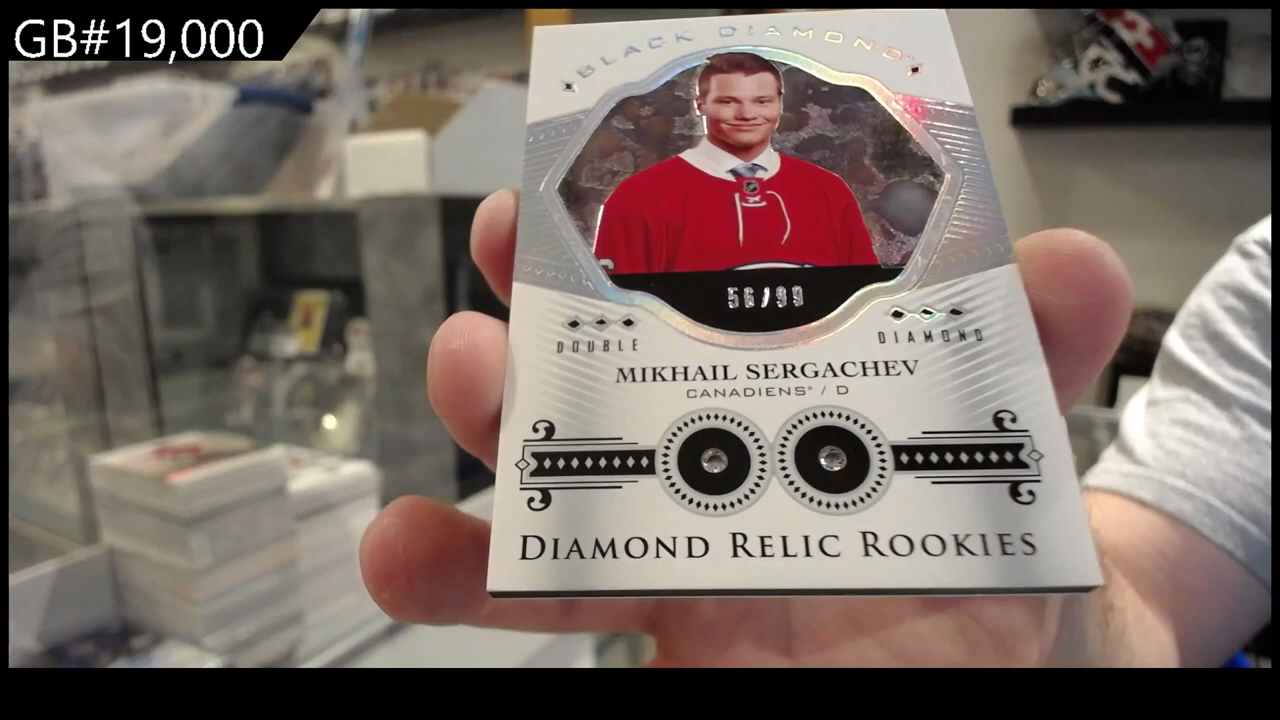 GB#19,000
BLACK DIAMOND
56/99
DOUBLE DIAMOND
MIKHAIL SERGACHEV
CANADIENS® / D
DIAMOND RELIC ROOKIES